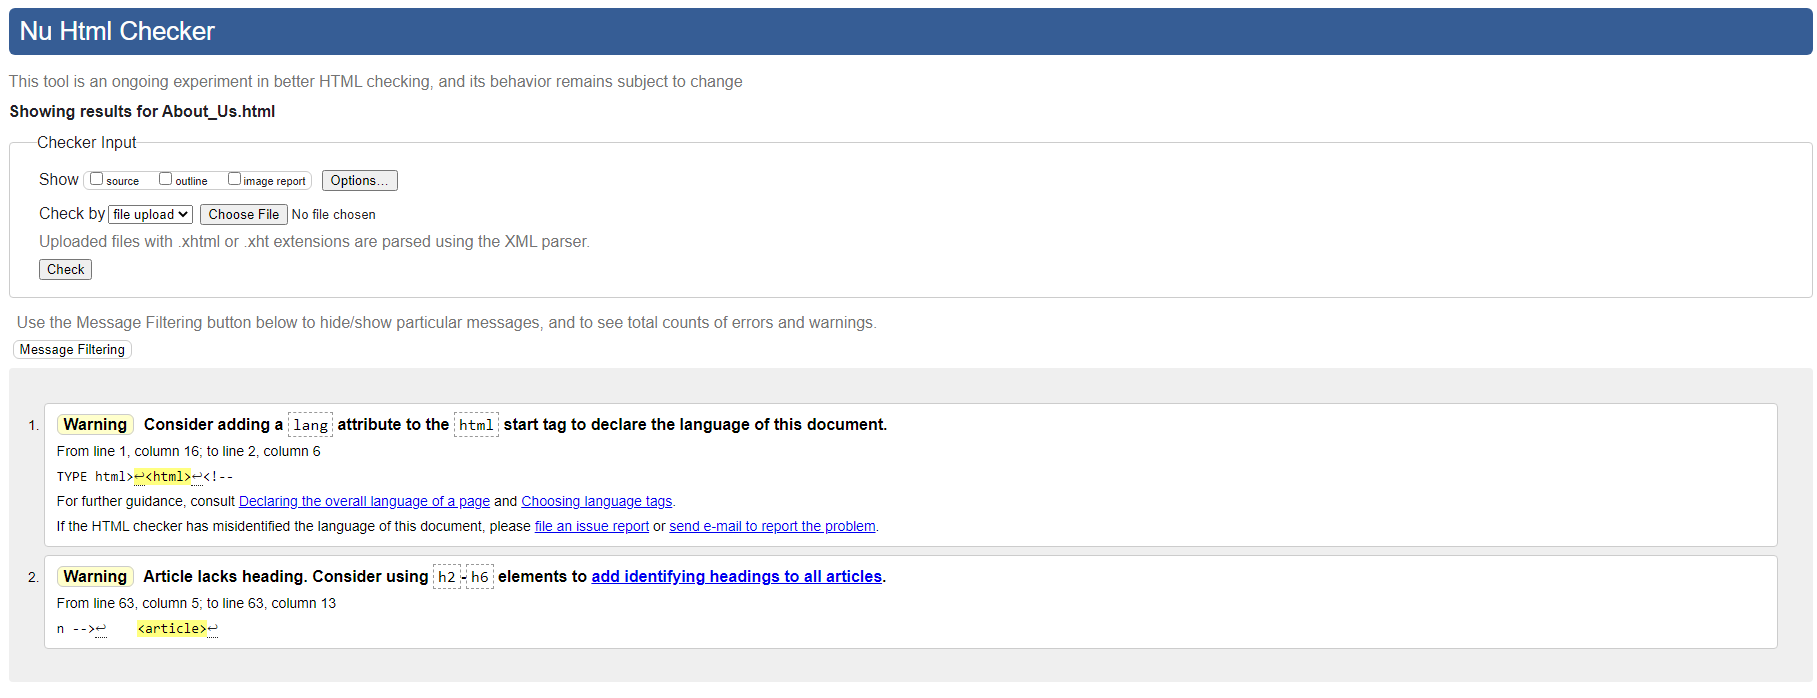 Nu Html Checker
This tool is an ongoing experiment in better HTML checking, and its behavior remains subject to change
Showing results for About_Us.html
Checker Input
Show source outline image report Options...
Check by file upload Choose File No file chosen
Uploaded files with .xhtml or .xht extensions are parsed using the XML parser.
Check
Use the Message Filtering button below to hide/show particular messages, and to see total counts of errors and warnings.
Message Filtering
1. Warning Consider adding a lang attribute to the html start tag to declare the language of this document.
From line 1, column 16; to line 2, column 6
TYPE html>↩<html>↩<!--
For further guidance, consult Declaring the overall language of a page and Choosing language tags.
If the HTML checker has misidentified the language of this document, please file an issue report or send e-mail to report the problem.
2. Warning Article lacks heading. Consider using h2-h6 elements to add identifying headings to all articles.
From line 63, column 5; to line 63, column 13
n -->↩    <article>↩